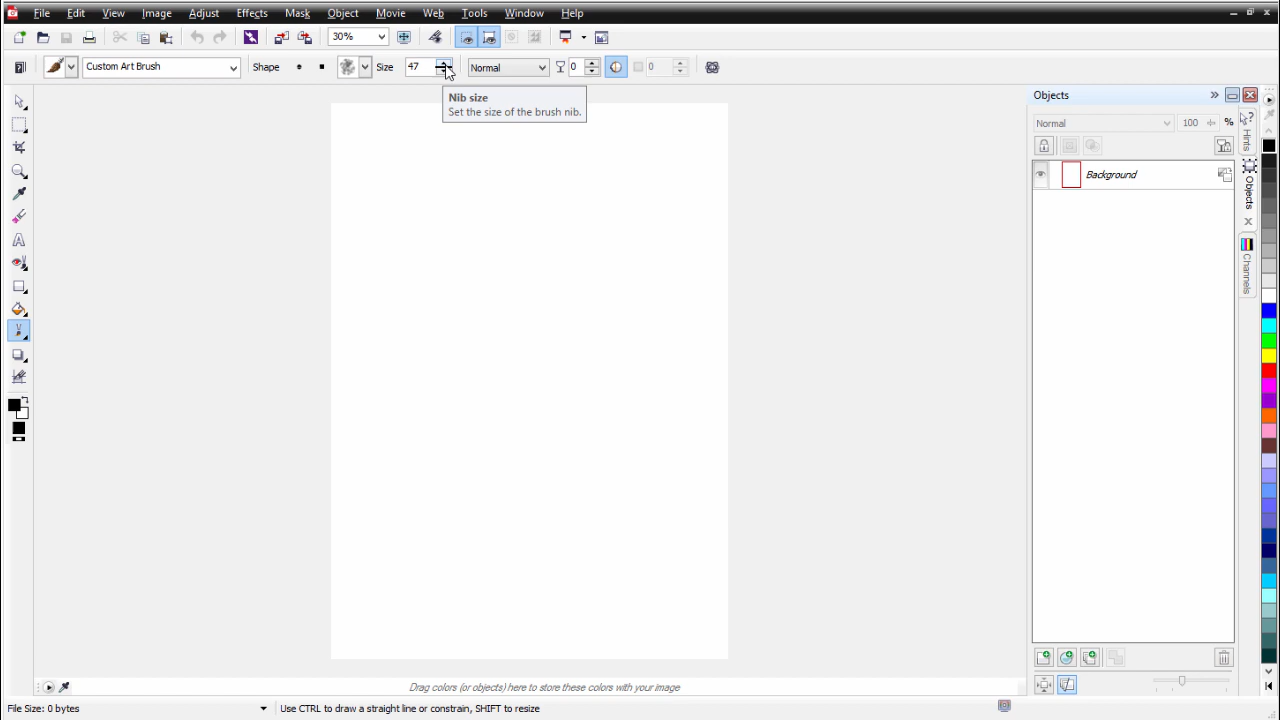 File Edit View Image Adjust Effects Mask Object Movie Web Tools Window Help
30%
Custom Art Brush Shape Size 47 Normal 0 0
Nib size
Set the size of the brush nib.
Objects
Normal 100 %
Background
Hints
Objects
Channels
Drag colors (or objects) here to store these colors with your image
File Size: 0 bytes Use CTRL to draw a straight line or constrain, SHIFT to resize